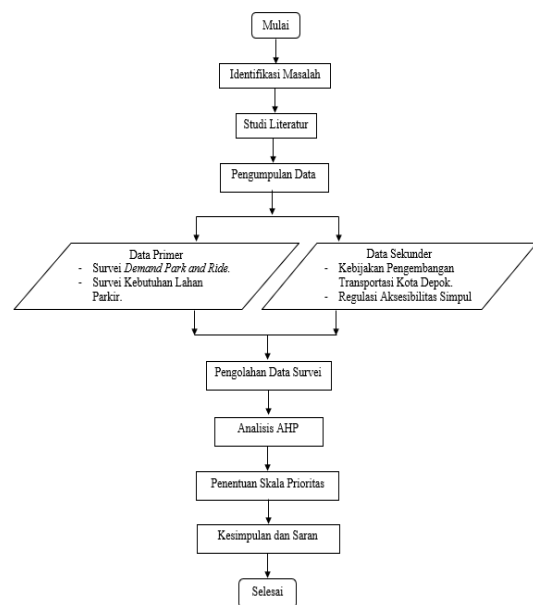 Mulai
Identifikasi Masalah
Studi Literatur
Pengumpulan Data
Data Primer
- Survei Demand Park and Ride.
- Survei Kebutuhan Lahan
Parkir.
Data Sekunder
- Kebijakan Pengembangan
Transportasi Kota Depok.
- Regulasi Aksesibilitas Simpul
Pengolahan Data Survei
Analisis AHP
Penentuan Skala Prioritas
Kesimpulan dan Saran
Selesai